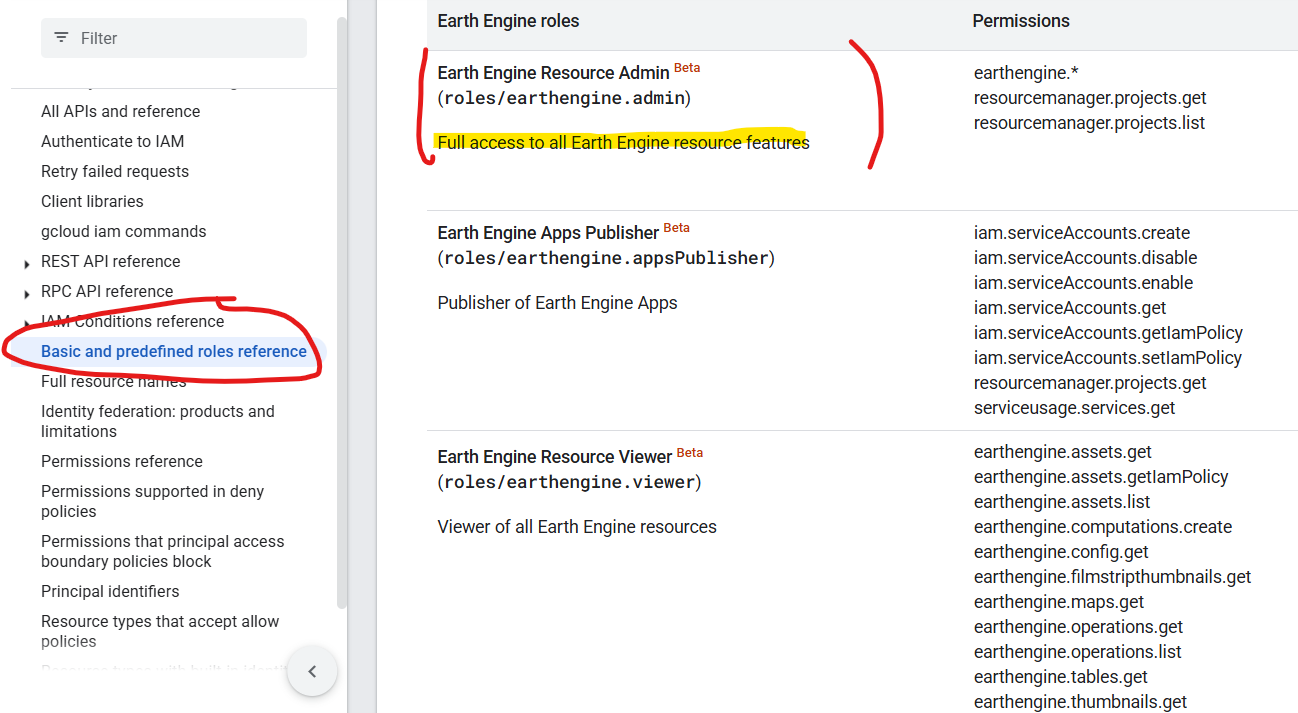 Filter
All APIs and reference
Authenticate to IAM
Retry failed requests
Client libraries
gcloud iam commands
REST API reference
RPC API reference
IAM Conditions reference
Basic and predefined roles reference
Full resource names
Identity federation: products and
limitations
Permissions reference
Permissions supported in deny
policies
Permissions that principal access
boundary policies block
Principal identifiers
Resource types that accept allow
policies
Earth Engine roles
Permissions
Earth Engine Resource Admin Beta
(roles/earthengine.admin)
Full access to all Earth Engine resource features
earthengine.*
resourcemanager.projects.get
resourcemanager.projects.list
Earth Engine Apps Publisher Beta
(roles/earthengine.appsPublisher)
Publisher of Earth Engine Apps
iam.serviceAccounts.create
iam.serviceAccounts.disable
iam.serviceAccounts.enable
iam.serviceAccounts.get
iam.serviceAccounts.getIamPolicy
iam.serviceAccounts.setIamPolicy
resourcemanager.projects.get
serviceusage.services.get
Earth Engine Resource Viewer Beta
(roles/earthengine.viewer)
Viewer of all Earth Engine resources
earthengine.assets.get
earthengine.assets.getIamPolicy
earthengine.assets.list
earthengine.computations.create
earthengine.config.get
earthengine.filmstripthumbnails.get
earthengine.maps.get
earthengine.operations.get
earthengine.operations.list
earthengine.tables.get
earthengine.thumbnails.get